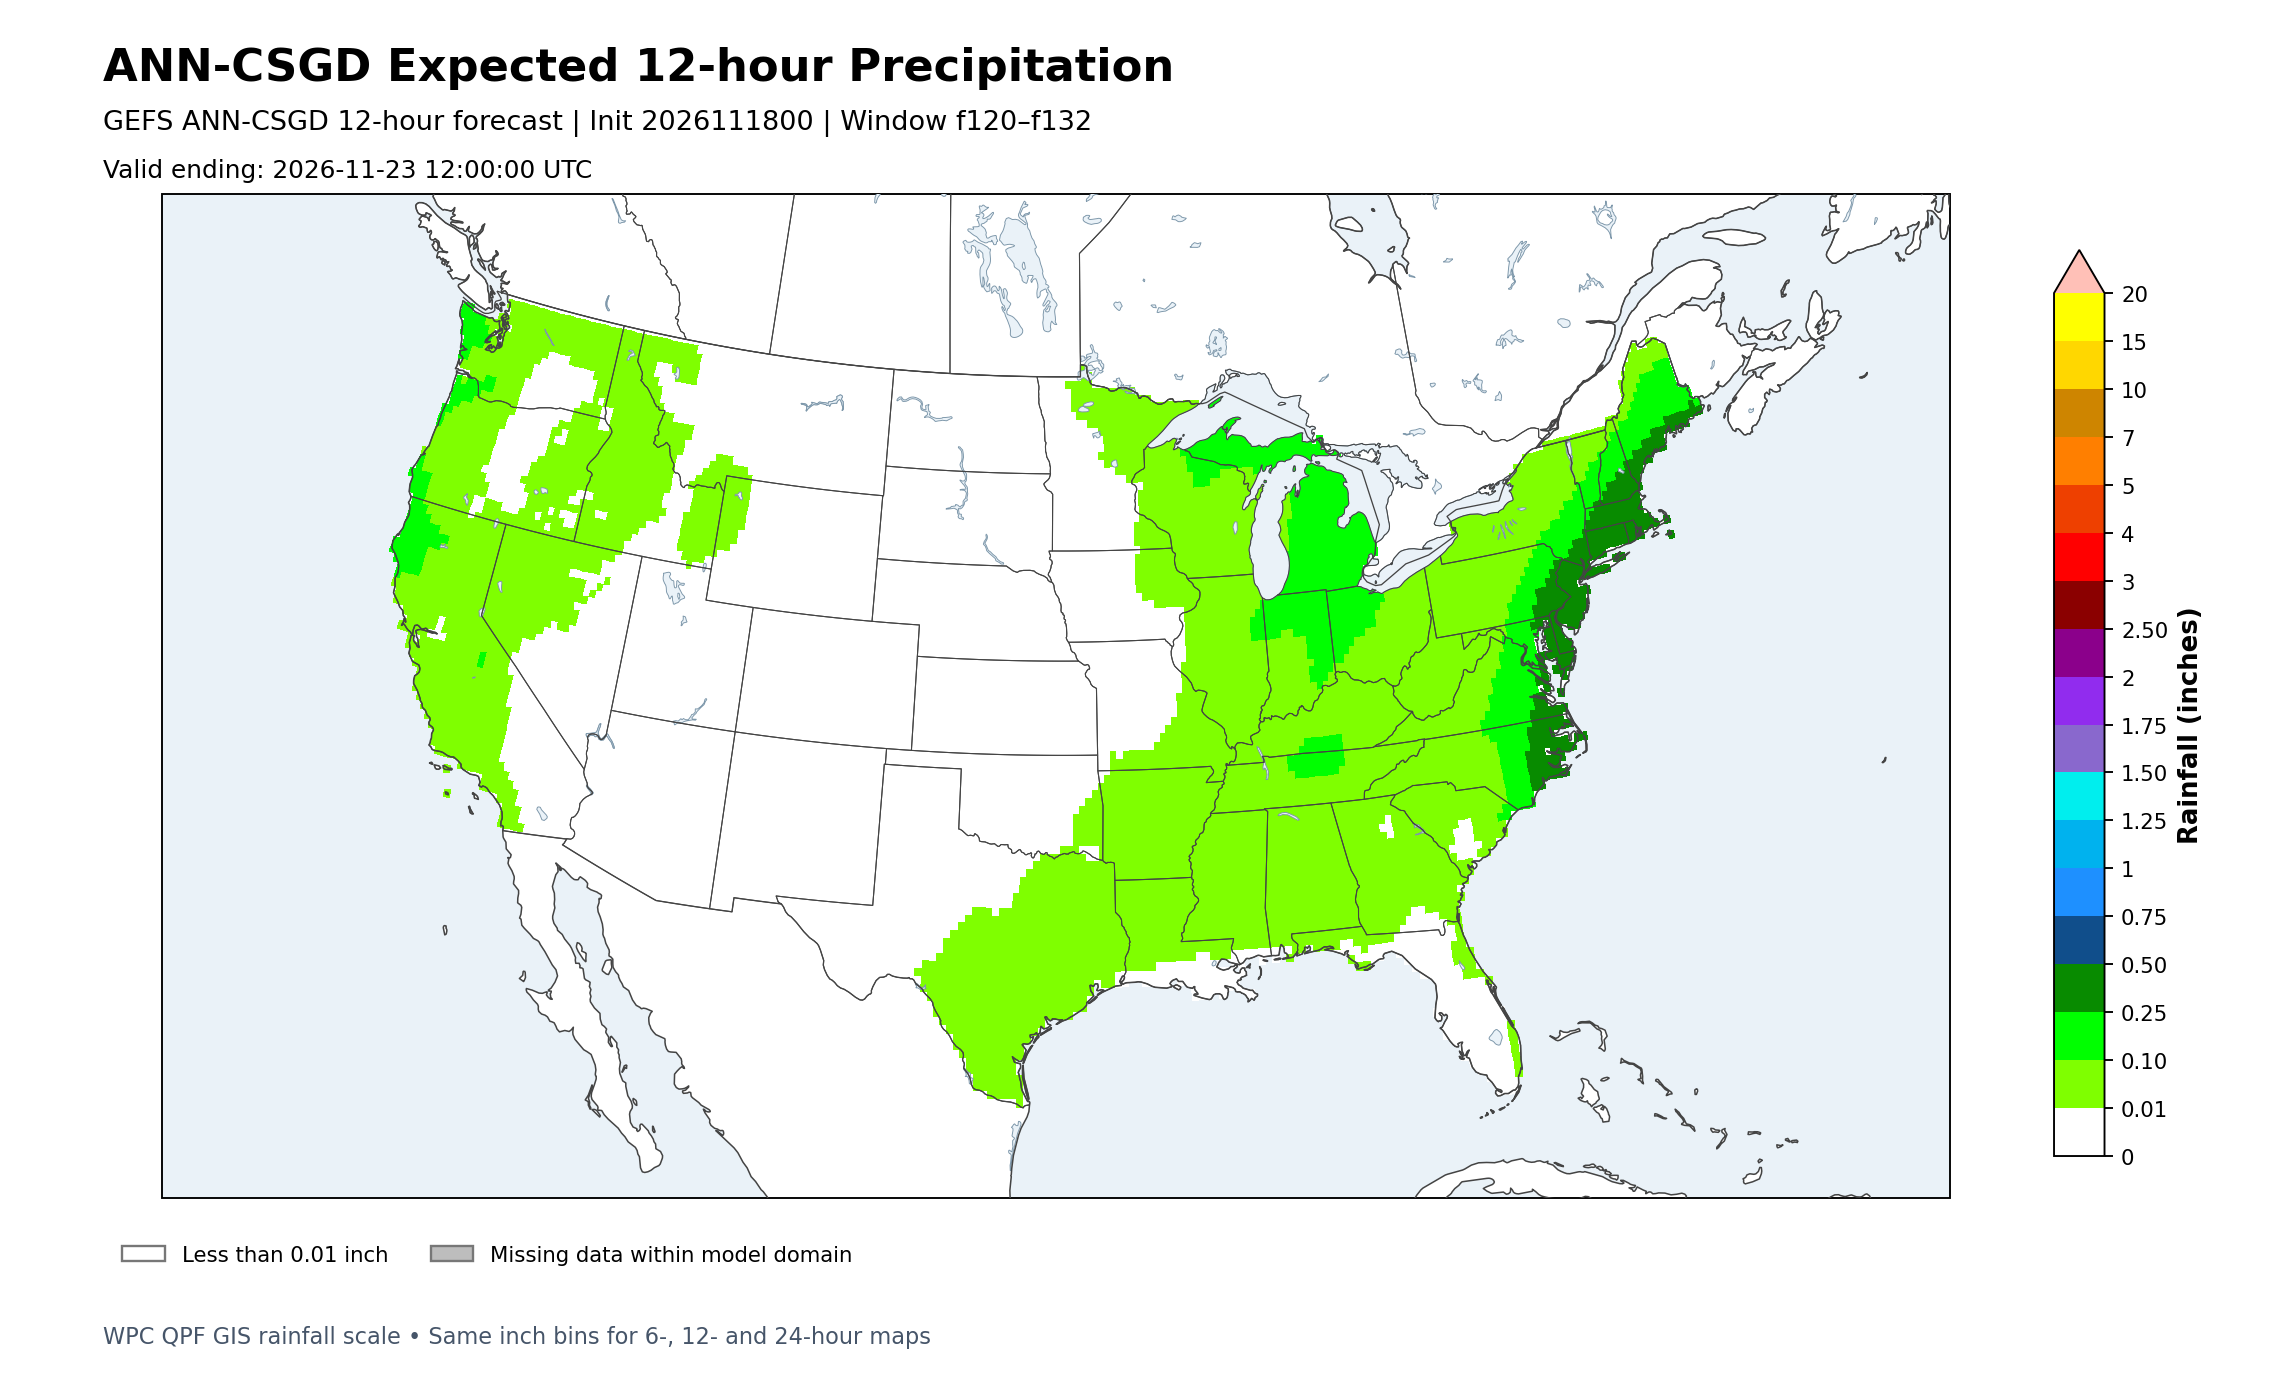 ANN-CSGD Expected 12-hour Precipitation
GEFS ANN-CSGD 12-hour forecast | Init 2026111800 | Window f120–f132
Valid ending: 2026-11-23 12:00:00 UTC
20
15
10
7
5
4
3
2.50
2
1.75
1.50
1.25
1
0.75
0.50
0.25
0.10
0.01
0
Rainfall (inches)
Less than 0.01 inch
Missing data within model domain
WPC QPF GIS rainfall scale • Same inch bins for 6-, 12- and 24-hour maps